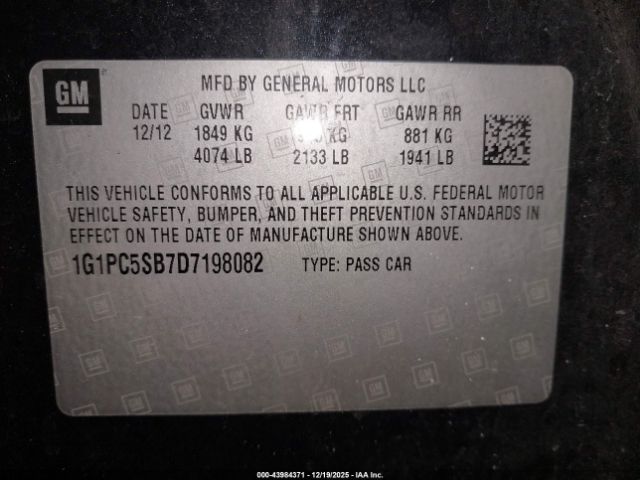 GM
MFD BY GENERAL MOTORS LLC
DATE GVWR GAWR FRT GAWR RR
12/12 1849 KG KG 881 KG
4074 LB 2133 LB 1941 LB
THIS VEHICLE CONFORMS TO ALL APPLICABLE U.S. FEDERAL MOTOR
VEHICLE SAFETY, BUMPER, AND THEFT PREVENTION STANDARDS IN
EFFECT ON THE DATE OF MANUFACTURE SHOWN ABOVE.
1G1PC5SB7D7198082 TYPE: PASS CAR
000-43984371 - 12/19/2025 - IAA Inc.